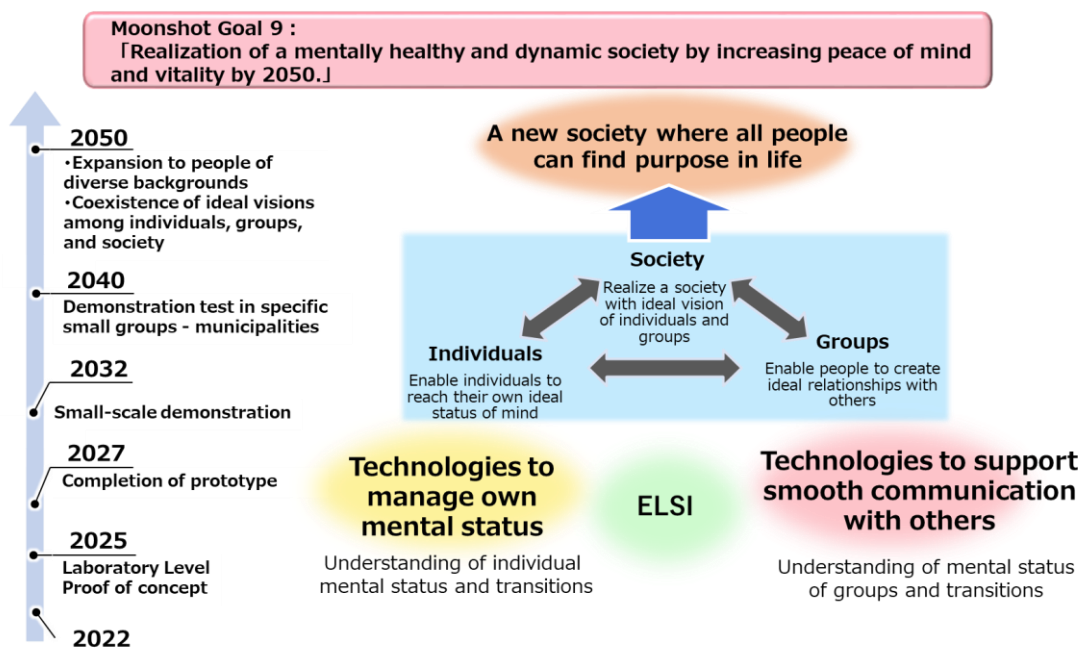 Moonshot Goal 9：
「Realization of a mentally healthy and dynamic society by increasing peace of mind
and vitality by 2050.」
2050
・Expansion to people of
diverse backgrounds
・Coexistence of ideal visions
among individuals, groups,
and society
2040
Demonstration test in specific
small groups - municipalities
2032
Small-scale demonstration
2027
Completion of prototype
2025
Laboratory Level
Proof of concept
2022
A new society where all people
can find purpose in life
Society
Realize a society
with ideal vision
of individuals and
groups
Individuals
Enable individuals to
reach their own ideal
status of mind
Groups
Enable people to create
ideal relationships with
others
Technologies to
manage own
mental status
Understanding of individual
mental status and transitions
ELSI
Technologies to support
smooth communication
with others
Understanding of mental status
of groups and transitions